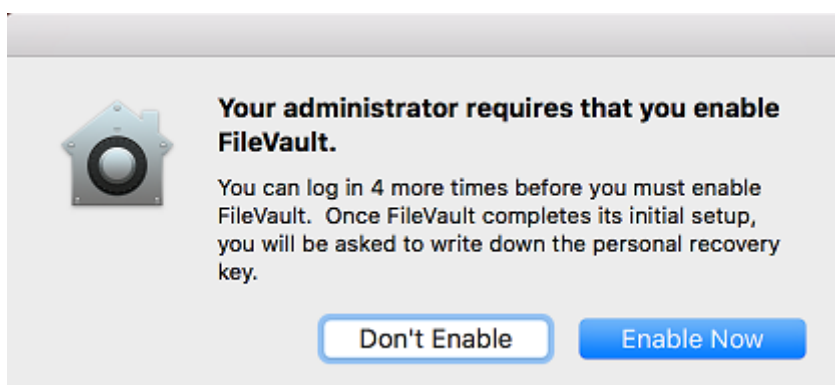 Your administrator requires that you enable
FileVault.
You can log in 4 more times before you must enable
FileVault.  Once FileVault completes its initial setup,
you will be asked to write down the personal recovery
key.
Don't Enable
Enable Now